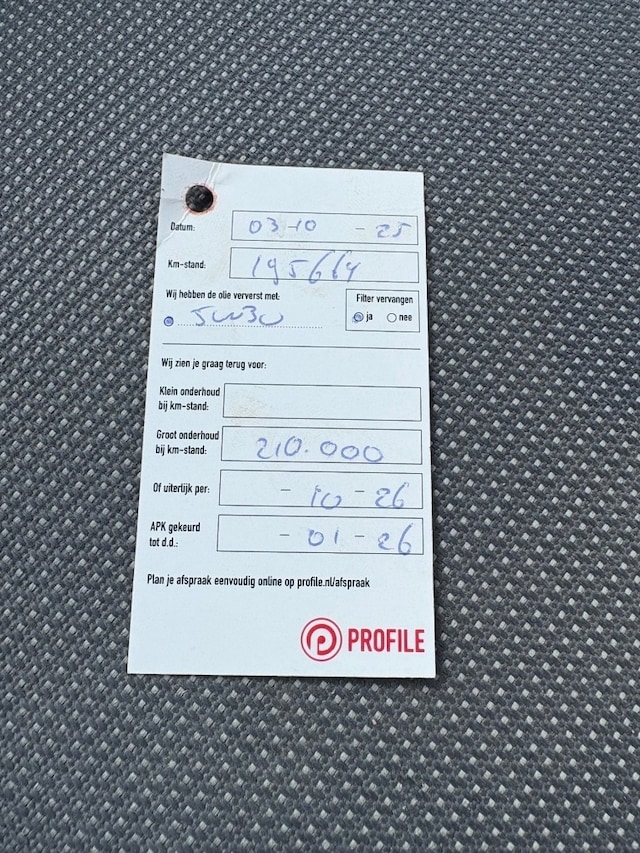 Datum: 03-10 - 25
Km-stand: 195664
Wij hebben de olie ververst met:
5W30
Filter vervangen
ja nee
Wij zien je graag terug voor:
Klein onderhoud
bij km-stand:
Groot onderhoud
bij km-stand: 210.000
Of uiterlijk per: - 10 - 26
APK gekeurd
tot d.d.: - 01 - 26
Plan je afspraak eenvoudig online op profile.nl/afspraak
PROFILE